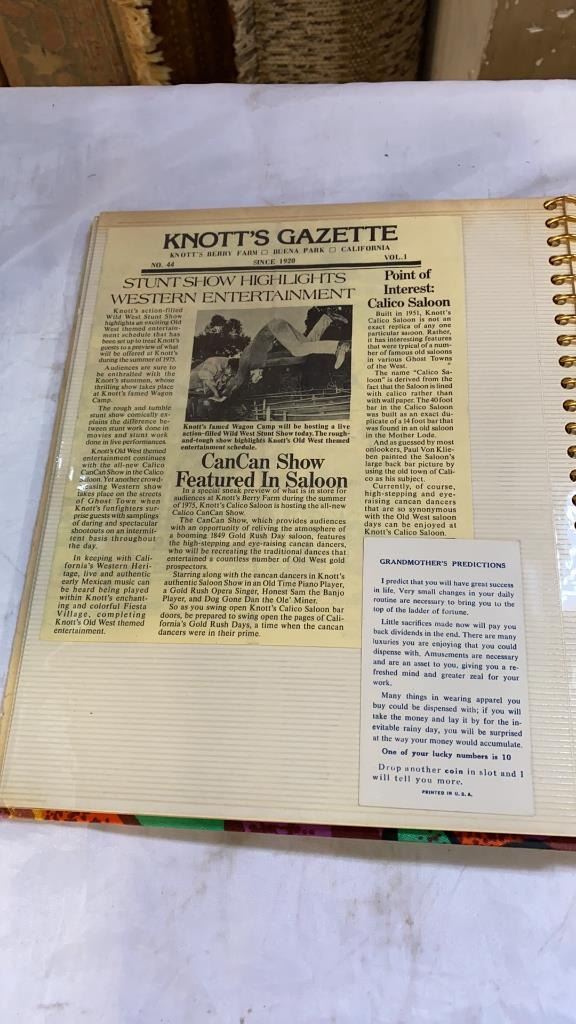 KNOTT'S GAZETTE
KNOTT'S BERRY FARM □ BUENA PARK □ CALIFORNIA
NO. 44 SINCE 1920 VOL. 1
STUNT SHOW HIGHLIGHTS
WESTERN ENTERTAINMENT
Knott's action-filled
Wild West Stunt Show
highlights an exciting Old
West themed entertain-
ment schedule that has
been set up to treat Knott's
guests to a preview of what
will be offered at Knott's
during the summer of 1975.
Audiences are sure to
be enthralled with the
Knott's stuntmen, whose
thrilling show takes place
at Knott's famed Wagon
Camp.
The rough and tumble
stunt show comically ex-
plains the difference be-
tween stunt work done in
movies and stunt work
done in live performances.
Knott's Old West themed
entertainment continues
with the all-new Calico
CanCan Show in the Calico
Saloon. Yet another crowd-
pleasing Western show
takes place on the streets
of Ghost Town when
Knott's funfighters sur-
prise guests with samplings
of daring and spectacular
shootouts on an intermit-
tent basis throughout
the day.
In keeping with Cali-
fornia's Western Heri-
tage, live and authentic
early Mexican music can
be heard being played
within Knott's enchant-
ing and colorful Fiesta
Village, completing
Knott's Old West themed
entertainment.
Knott's famed Wagon Camp will be hosting a live
action-filled Wild West Stunt Show today. The rough-
and-tough show highlights Knott's Old West themed
entertainment schedule.
CanCan Show
Featured In Saloon
In a special sneak preview of what is in store for
audiences at Knott's Berry Farm during the summer
of 1975, Knott's Calico Saloon is hosting the all-new
Calico CanCan Show.
The CanCan Show, which provides audiences
with an opportunity of reliving the atmosphere of
a booming 1849 Gold Rush Day saloon, features
the high-stepping and eye-raising cancan dancers,
who will be recreating the traditional dances that
entertained a countless number of Old West gold
prospectors.
Starring along with the cancan dancers in Knott's
authentic Saloon Show in an Old Time Piano Player,
a Gold Rush Opera Singer, Honest Sam the Banjo
Player, and Dog Gone Dan the Ole' Miner.
So as you swing open Knott's Calico Saloon bar
doors, be prepared to swing open the pages of Cali-
fornia's Gold Rush Days, a time when the cancan
dancers were in their prime.
Point of
Interest:
Calico Saloon
Built in 1951, Knott's
Calico Saloon is not an
exact replica of any one
particular saloon. Rather,
it has interesting features
that were typical of a num-
ber of famous old saloons
in various Ghost Towns
of the West.
The name "Calico Sa-
loon" is derived from the
fact that the Saloon is lined
with calico rather than
with wall paper. The 40 foot
bar in the Calico Saloon
was built as an exact du-
plicate of a 14 foot bar that
was found in an old saloon
in the Mother Lode.
And as guessed by most
onlookers, Paul Von Klie-
ben painted the Saloon's
large back bar picture by
using the old town of Cali-
co as his subject.
Currently, of course,
high-stepping and eye-
raising cancan dancers
that are so synonymous
with the Old West saloon
days can be enjoyed at
Knott's Calico Saloon.
GRANDMOTHER'S PREDICTIONS
I predict that you will have great success
in life, Very small changes in your daily
routine are necessary to bring you to the
top of the ladder of fortune.
Little sacrifices made now will pay you
back dividends in the end. There are many
luxuries you are enjoying that you could
dispense with. Amusements are necessary
and are an asset to you, giving you a re-
freshed mind and greater zeal for your
work.
Many things in wearing apparel you
buy could be dispensed with; if you will
take the money and lay it by for the in-
evitable rainy day, you will be surprised
at the way your money would accumulate.
One of your lucky numbers is 10
Drop another coin in slot and I
will tell you more.
PRINTED IN U. S. A.